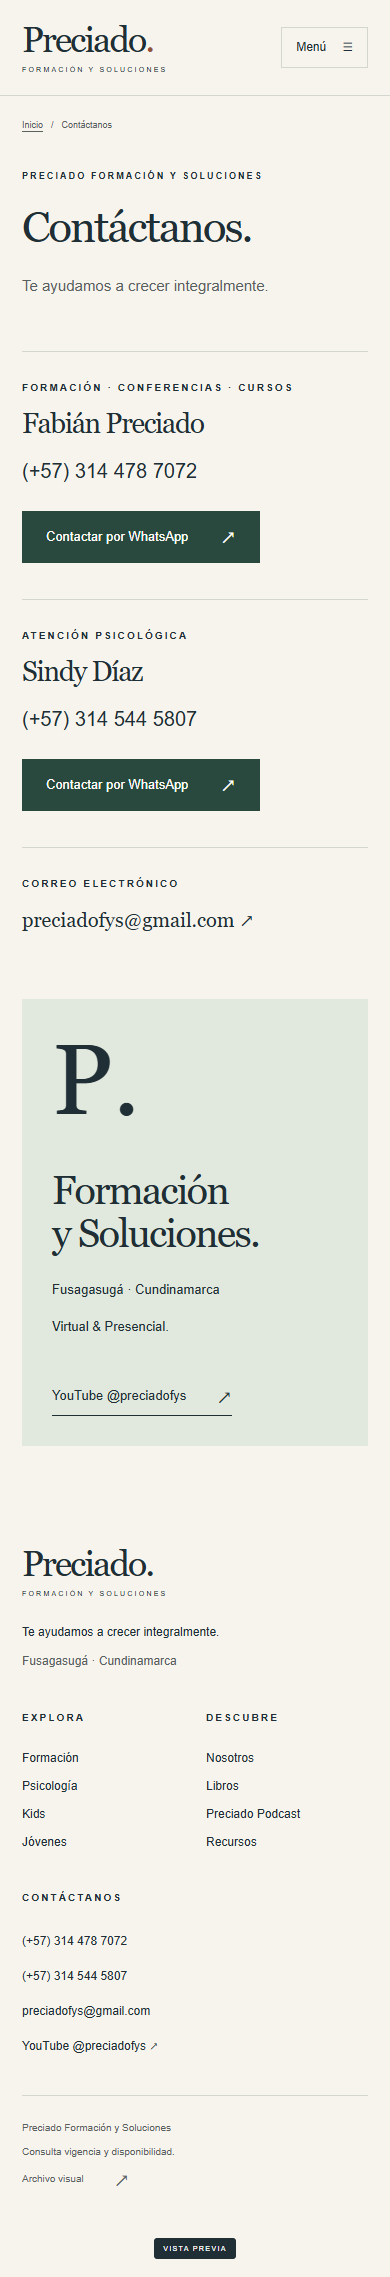 Preciado.
FORMACIÓN Y SOLUCIONES
Menú ☰
Inicio / Contáctanos
PRECIADO FORMACIÓN Y SOLUCIONES
Contáctanos.
Te ayudamos a crecer integralmente.
FORMACIÓN · CONFERENCIAS · CURSOS
Fabián Preciado
(+57) 314 478 7072
Contactar por WhatsApp ↗
ATENCIÓN PSICOLÓGICA
Sindy Díaz
(+57) 314 544 5807
Contactar por WhatsApp ↗
CORREO ELECTRÓNICO
preciadofys@gmail.com ↗
P.
Formación
y Soluciones.
Fusagasugá · Cundinamarca
Virtual & Presencial.
YouTube @preciadofys ↗
Preciado.
FORMACIÓN Y SOLUCIONES
Te ayudamos a crecer integralmente.
Fusagasugá · Cundinamarca
EXPLORA
Formación
Psicología
Kids
Jóvenes
DESCUBRE
Nosotros
Libros
Preciado Podcast
Recursos
CONTÁCTANOS
(+57) 314 478 7072
(+57) 314 544 5807
preciadofys@gmail.com
YouTube @preciadofys ↗
Preciado Formación y Soluciones
Consulta vigencia y disponibilidad.
Archivo visual ↗
VISTA PREVIA